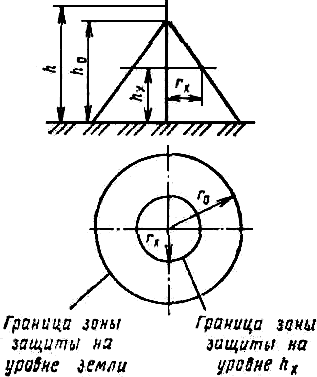 h
h₀
hₓ
rₓ
r₀
rₓ
Граница зоны
защиты на
уровне земли
Граница зоны
защиты на
уровне hₓ